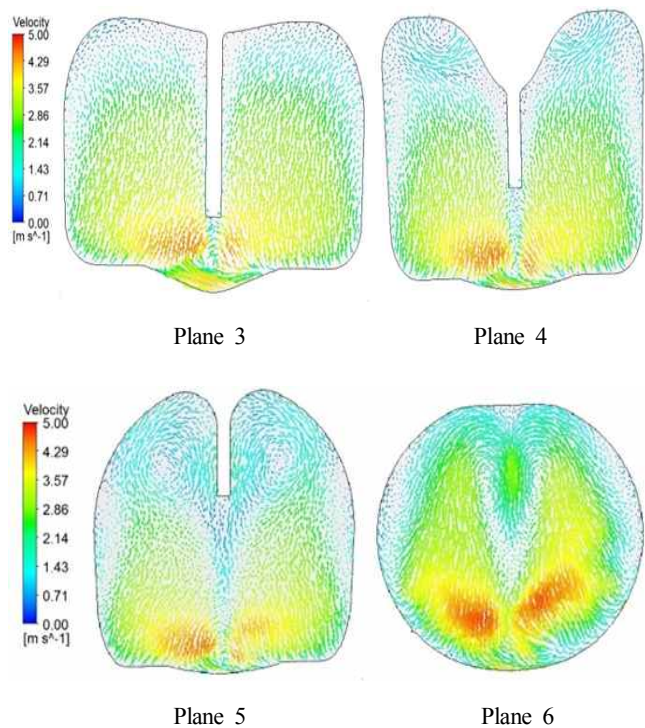 Velocity
5.00
4.29
3.57
2.86
2.14
1.43
0.71
0.00
[m s^-1]
Plane 3
Plane 4
Velocity
5.00
4.29
3.57
2.86
2.14
1.43
0.71
0.00
[m s^-1]
Plane 5
Plane 6